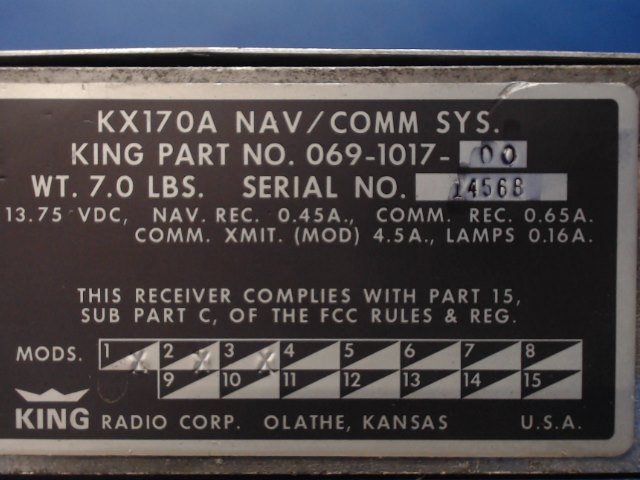 KX170A NAV/COMM SYS.
KING PART NO. 069-1017-00
WT. 7.0 LBS. SERIAL NO. 14568
13.75 VDC, NAV. REC. 0.45A., COMM. REC. 0.65A.
COMM. XMIT. (MOD) 4.5A., LAMPS 0.16A.
THIS RECEIVER COMPLIES WITH PART 15,
SUB PART C, OF THE FCC RULES & REG.
MODS. 1 X 2 X 3 X 4 5 6 7 8
9 10 11 12 13 14 15
KING RADIO CORP. OLATHE, KANSAS U.S.A.